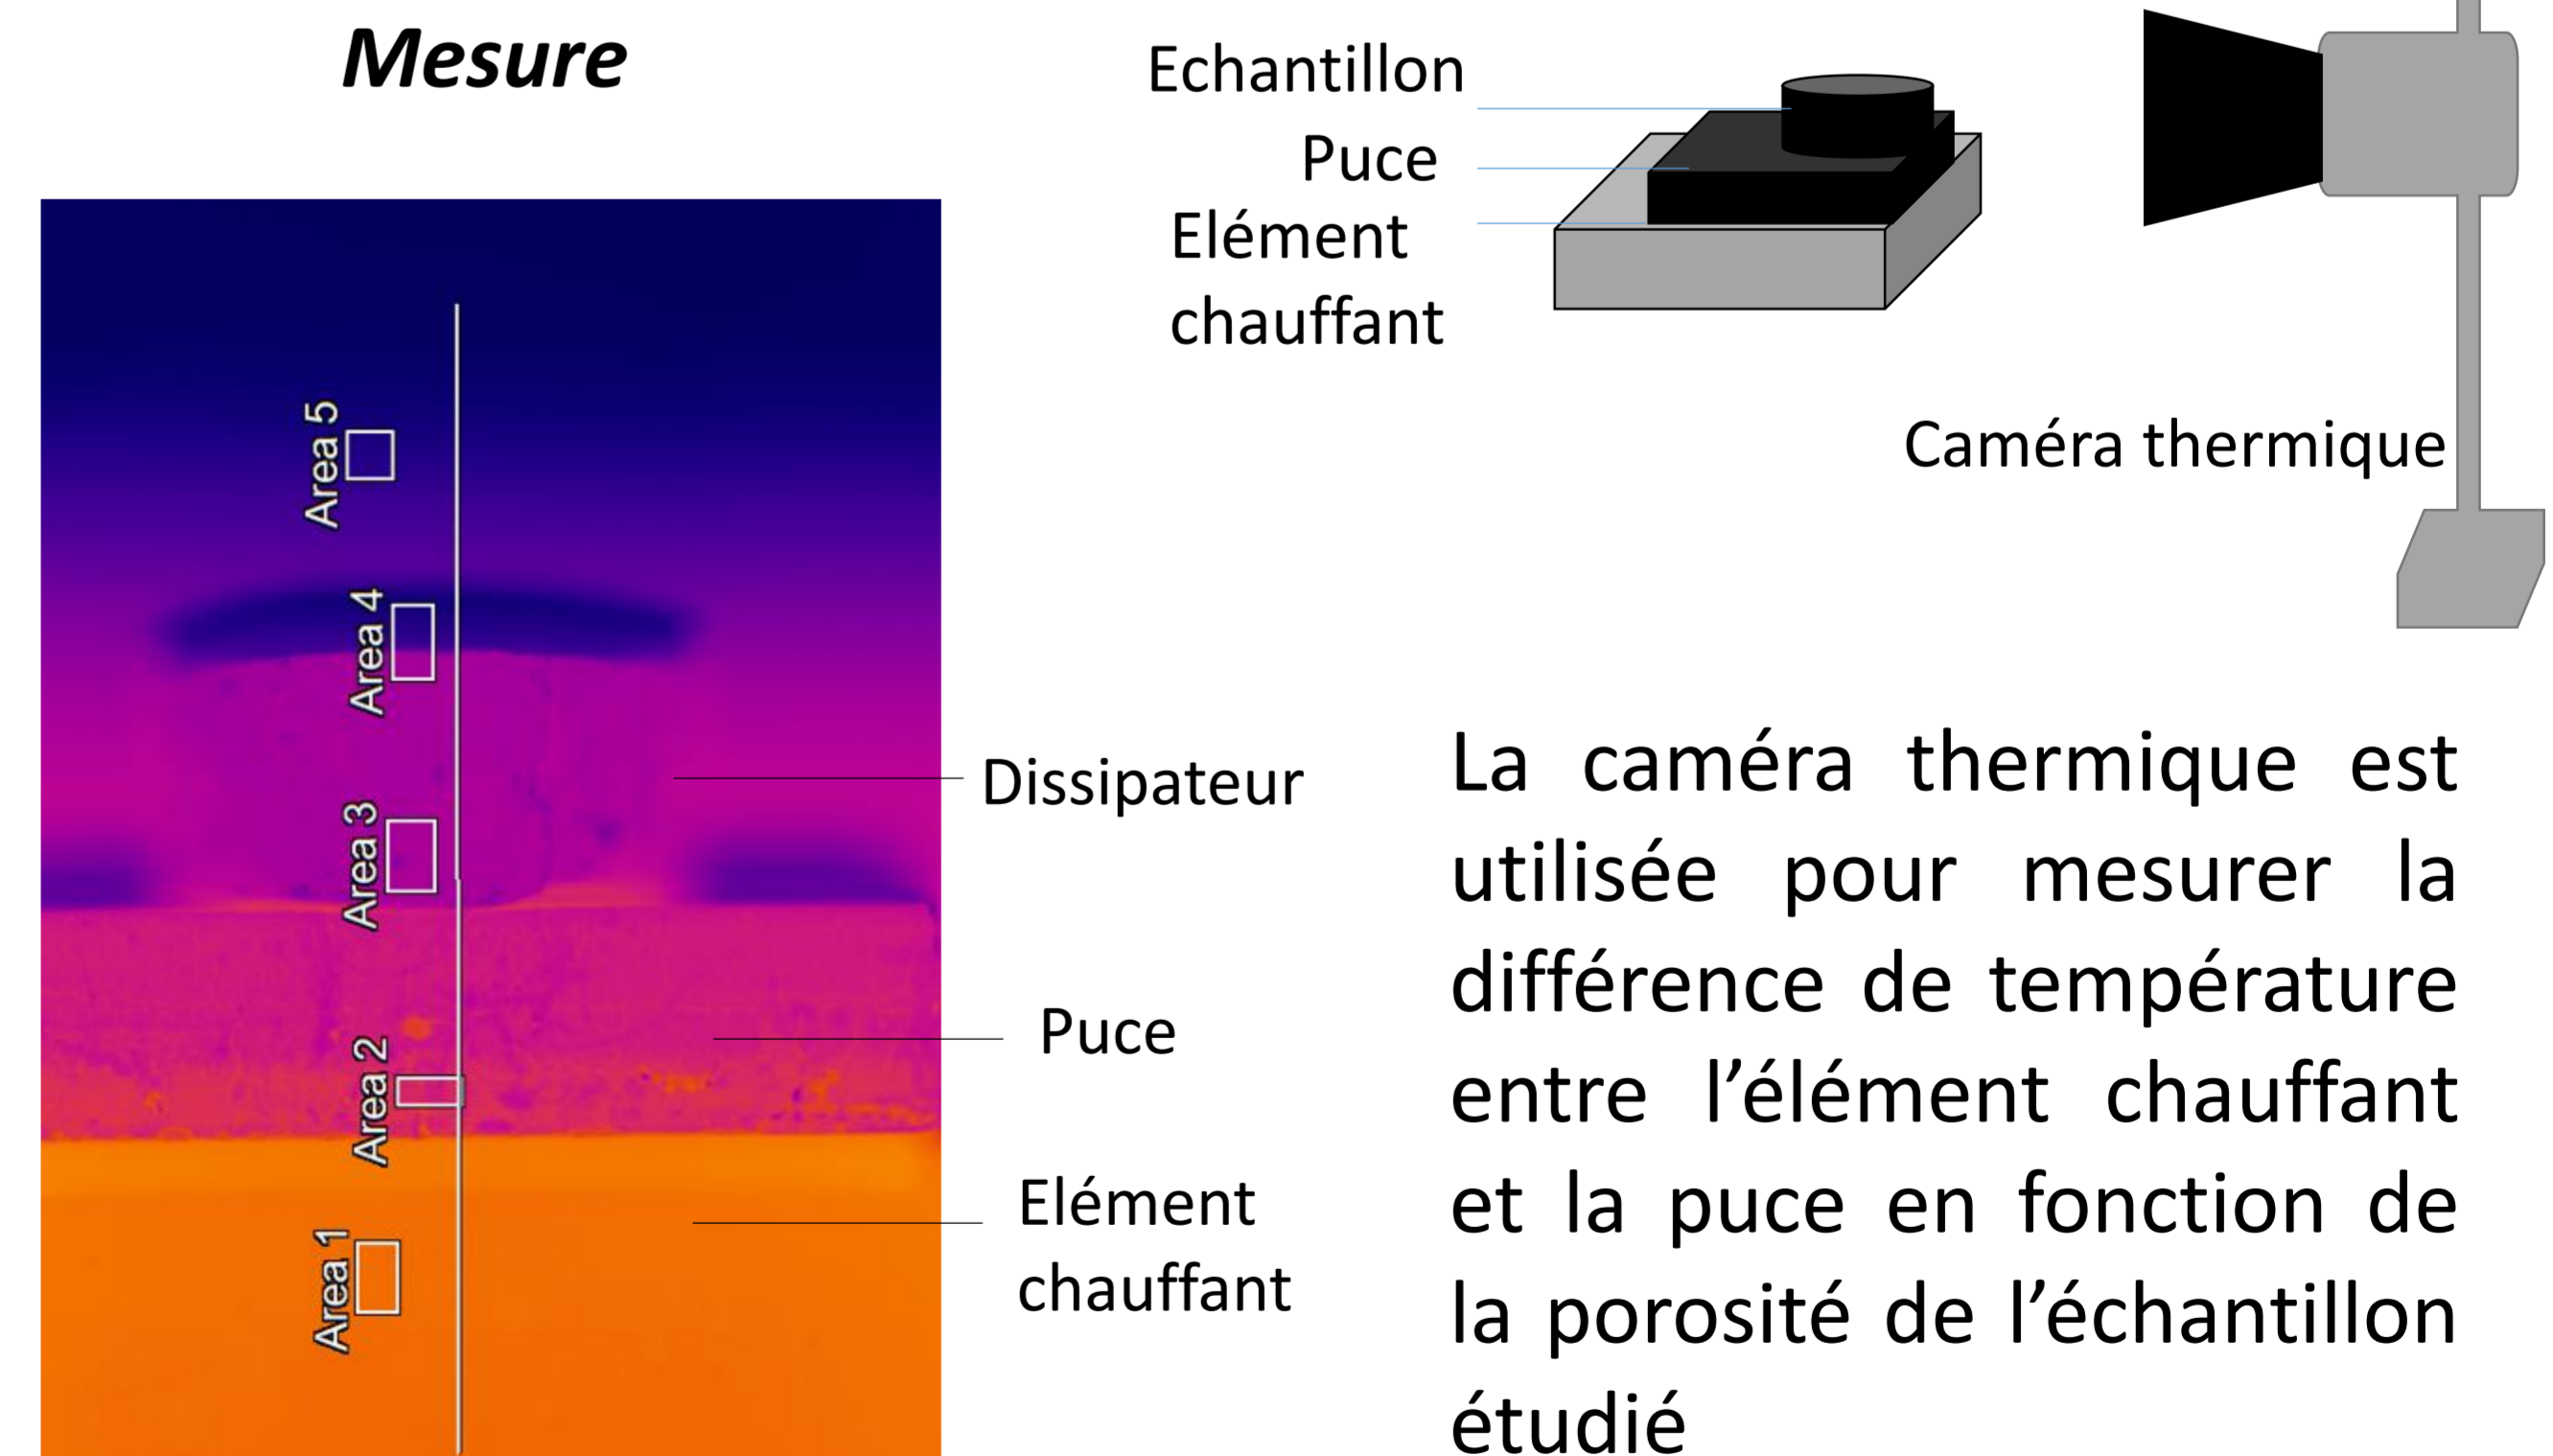 Mesure
Echantillon
Puce
Elément
chauffant
Caméra thermique
Area 5
Area 4
Area 3
Area 2
Area 1
Dissipateur
Puce
Elément
chauffant
La caméra thermique est
utilisée pour mesurer la
différence de température
entre l’élément chauffant
et la puce en fonction de
la porosité de l’échantillon
étudié